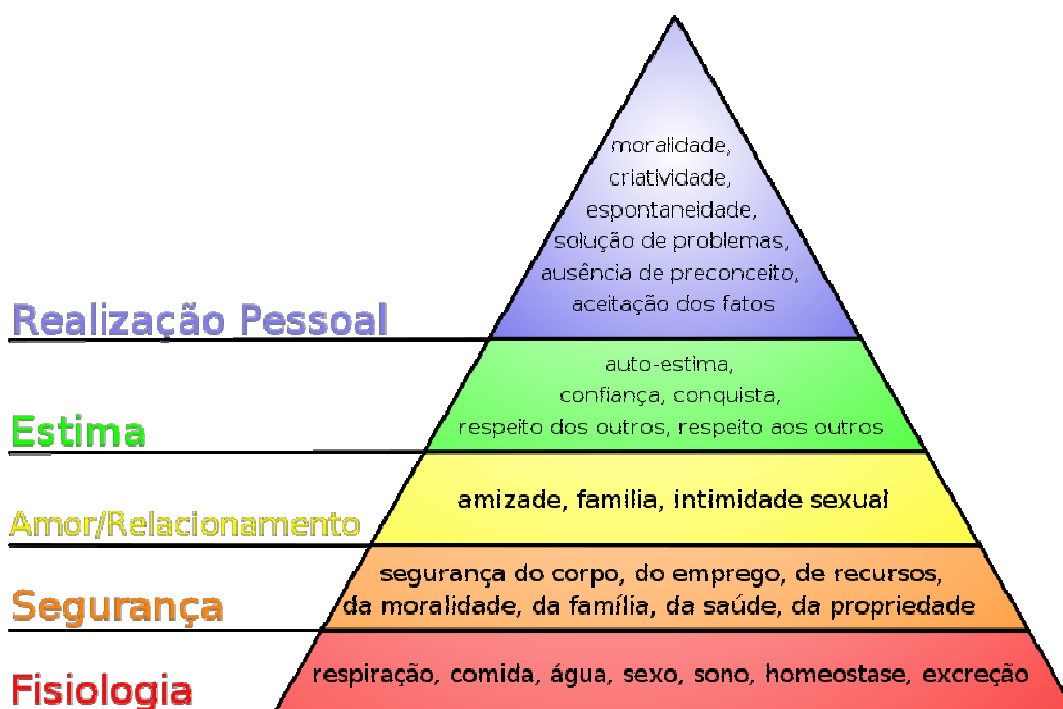 moralidade,
criatividade,
espontaneidade,
solução de problemas,
ausência de preconceito,
aceitação dos fatos
Realização Pessoal
auto-estima,
confiança, conquista,
respeito dos outros, respeito aos outros
Estima
amizade, família, intimidade sexual
Amor/Relacionamento
segurança do corpo, do emprego, de recursos,
da moralidade, da família, da saúde, da propriedade
Segurança
respiração, comida, água, sexo, sono, homeostase, excreção
Fisiologia